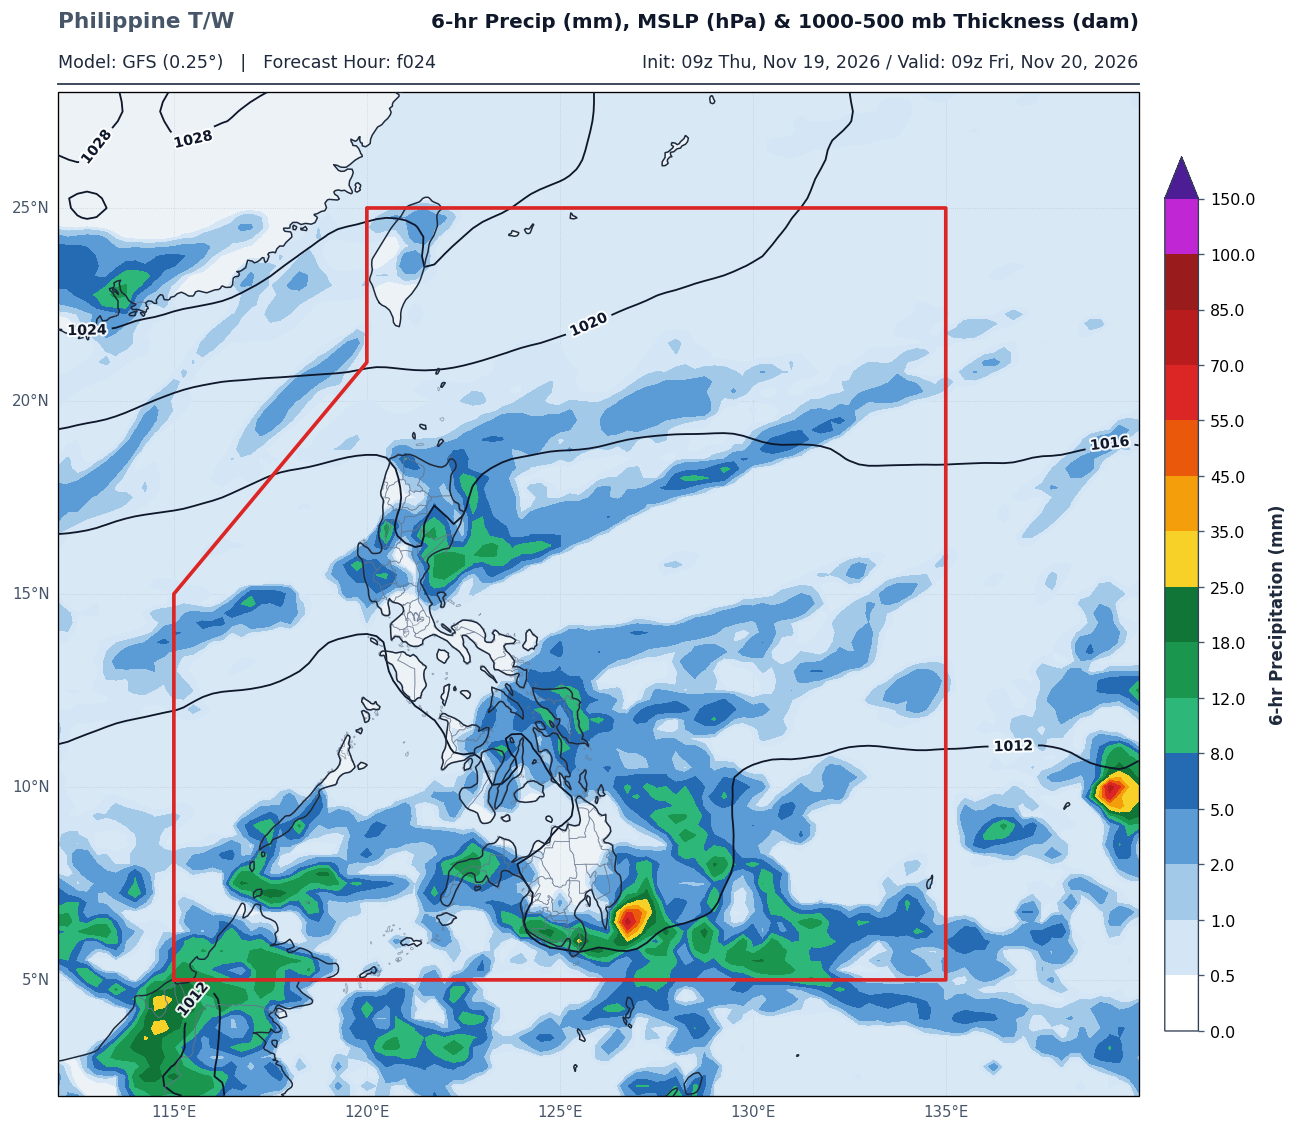 Philippine T/W
6-hr Precip (mm), MSLP (hPa) & 1000-500 mb Thickness (dam)
Model: GFS (0.25°) | Forecast Hour: f024
Init: 09z Thu, Nov 19, 2026 / Valid: 09z Fri, Nov 20, 2026
1028
1028
1024
1020
1016
1012
1012
25°N
20°N
15°N
10°N
5°N
115°E
120°E
125°E
130°E
135°E
150.0
100.0
85.0
70.0
55.0
45.0
35.0
25.0
18.0
12.0
8.0
5.0
2.0
1.0
0.5
0.0
6-hr Precipitation (mm)